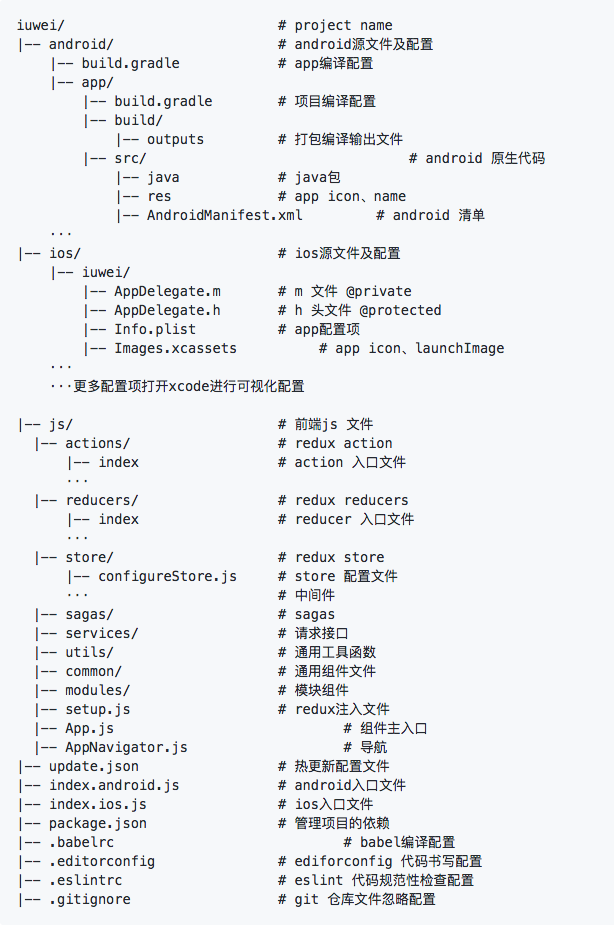 iuwei/                                # project name
|-- android/                    # android源文件及配置
    |-- build.gradle            # app编译配置
    |-- app/
        |-- build.gradle        # 项目编译配置
        |-- build/
            |-- outputs         # 打包编译输出文件
        |-- src/                                # android 原生代码
            |-- java            # java包
            |-- res             # app icon、name
            |-- AndroidManifest.xml         # android 清单
    ···
|-- ios/                        # ios源文件及配置
    |-- iuwei/
        |-- AppDelegate.m       # m 文件 @private
        |-- AppDelegate.h       # h 头文件 @protected
        |-- Info.plist          # app配置项
        |-- Images.xcassets          # app icon、launchImage
    ···
    ···更多配置项打开xcode进行可视化配置

|-- js/                         # 前端js 文件
  |-- actions/                  # redux action
      |-- index                 # action 入口文件
      ···
  |-- reducers/                 # redux reducers
      |-- index                 # reducer 入口文件
      ···
  |-- store/                    # redux store
      |-- configureStore.js     # store 配置文件
      ···                       # 中间件
  |-- sagas/                    # sagas
  |-- services/                 # 请求接口
  |-- utils/                    # 通用工具函数
  |-- common/                   # 通用组件文件
  |-- modules/                  # 模块组件
  |-- setup.js                  # redux注入文件
  |-- App.js                            # 组件主入口
  |-- AppNavigator.js                   # 导航
|-- update.json                 # 热更新配置文件
|-- index.android.js            # android入口文件
|-- index.ios.js                # ios入口文件
|-- package.json                # 管理项目的依赖
|-- .babelrc                            # babel编译配置
|-- .editorconfig               # ediforconfig 代码书写配置
|-- .eslintrc                   # eslint 代码规范性检查配置
|-- .gitignore                  # git 仓库文件忽略配置